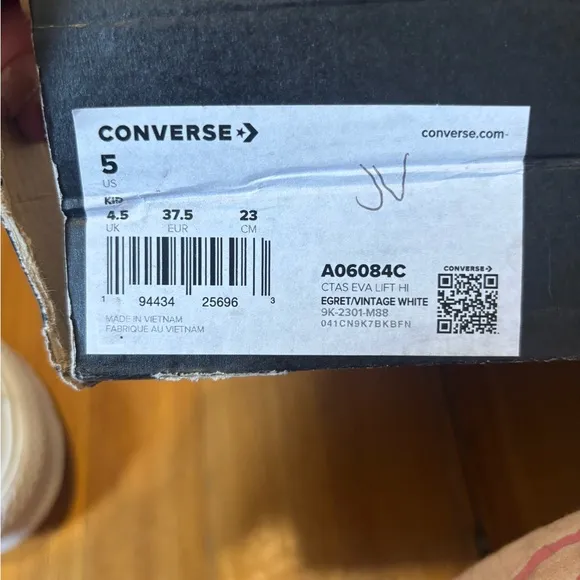 CONVERSE
converse.com
5
US
KID
4.5 37.5 23
UK EUR CM
JV
1 94434 25696 3
MADE IN VIETNAM
FABRIQUE AU VIETNAM
A06084C
CTAS EVA LIFT HI
EGRET/VINTAGE WHITE
9K-2301-M88
041CN9K7BKBFN
CONVERSE